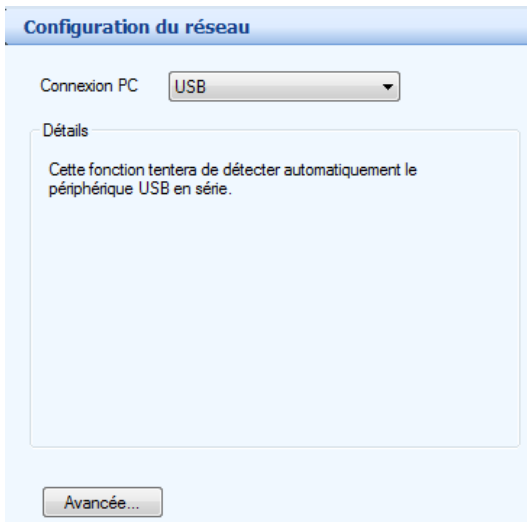 Configuration du réseau
Connexion PC USB
Détails
Cette fonction tentera de détecter automatiquement le
périphérique USB en série.
Avancée...